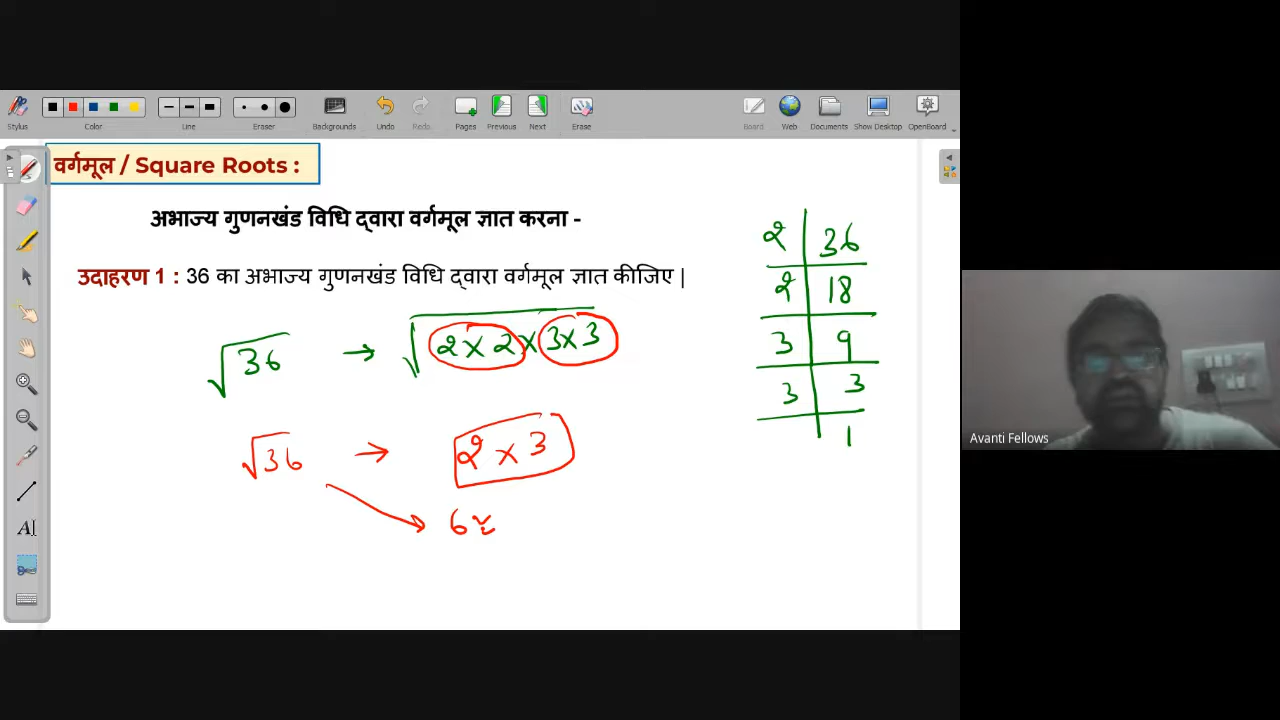 Stylus Color Line Eraser Backgrounds Undo Redo Pages Previous Next Erase Board Web Documents Show Desktop OpenBoard
वर्गमूल / Square Roots :
अभाज्य गुणनखंड विधि द्वारा वर्गमूल ज्ञात करना -
उदाहरण 1 : 36 का अभाज्य गुणनखंड विधि द्वारा वर्गमूल ज्ञात कीजिए |
√36 → √2 x 2 x 3 x 3
√36 → 2 x 3
6
2 | 36
2 | 18
3 | 9
3 | 3
| 1
Avanti Fellows